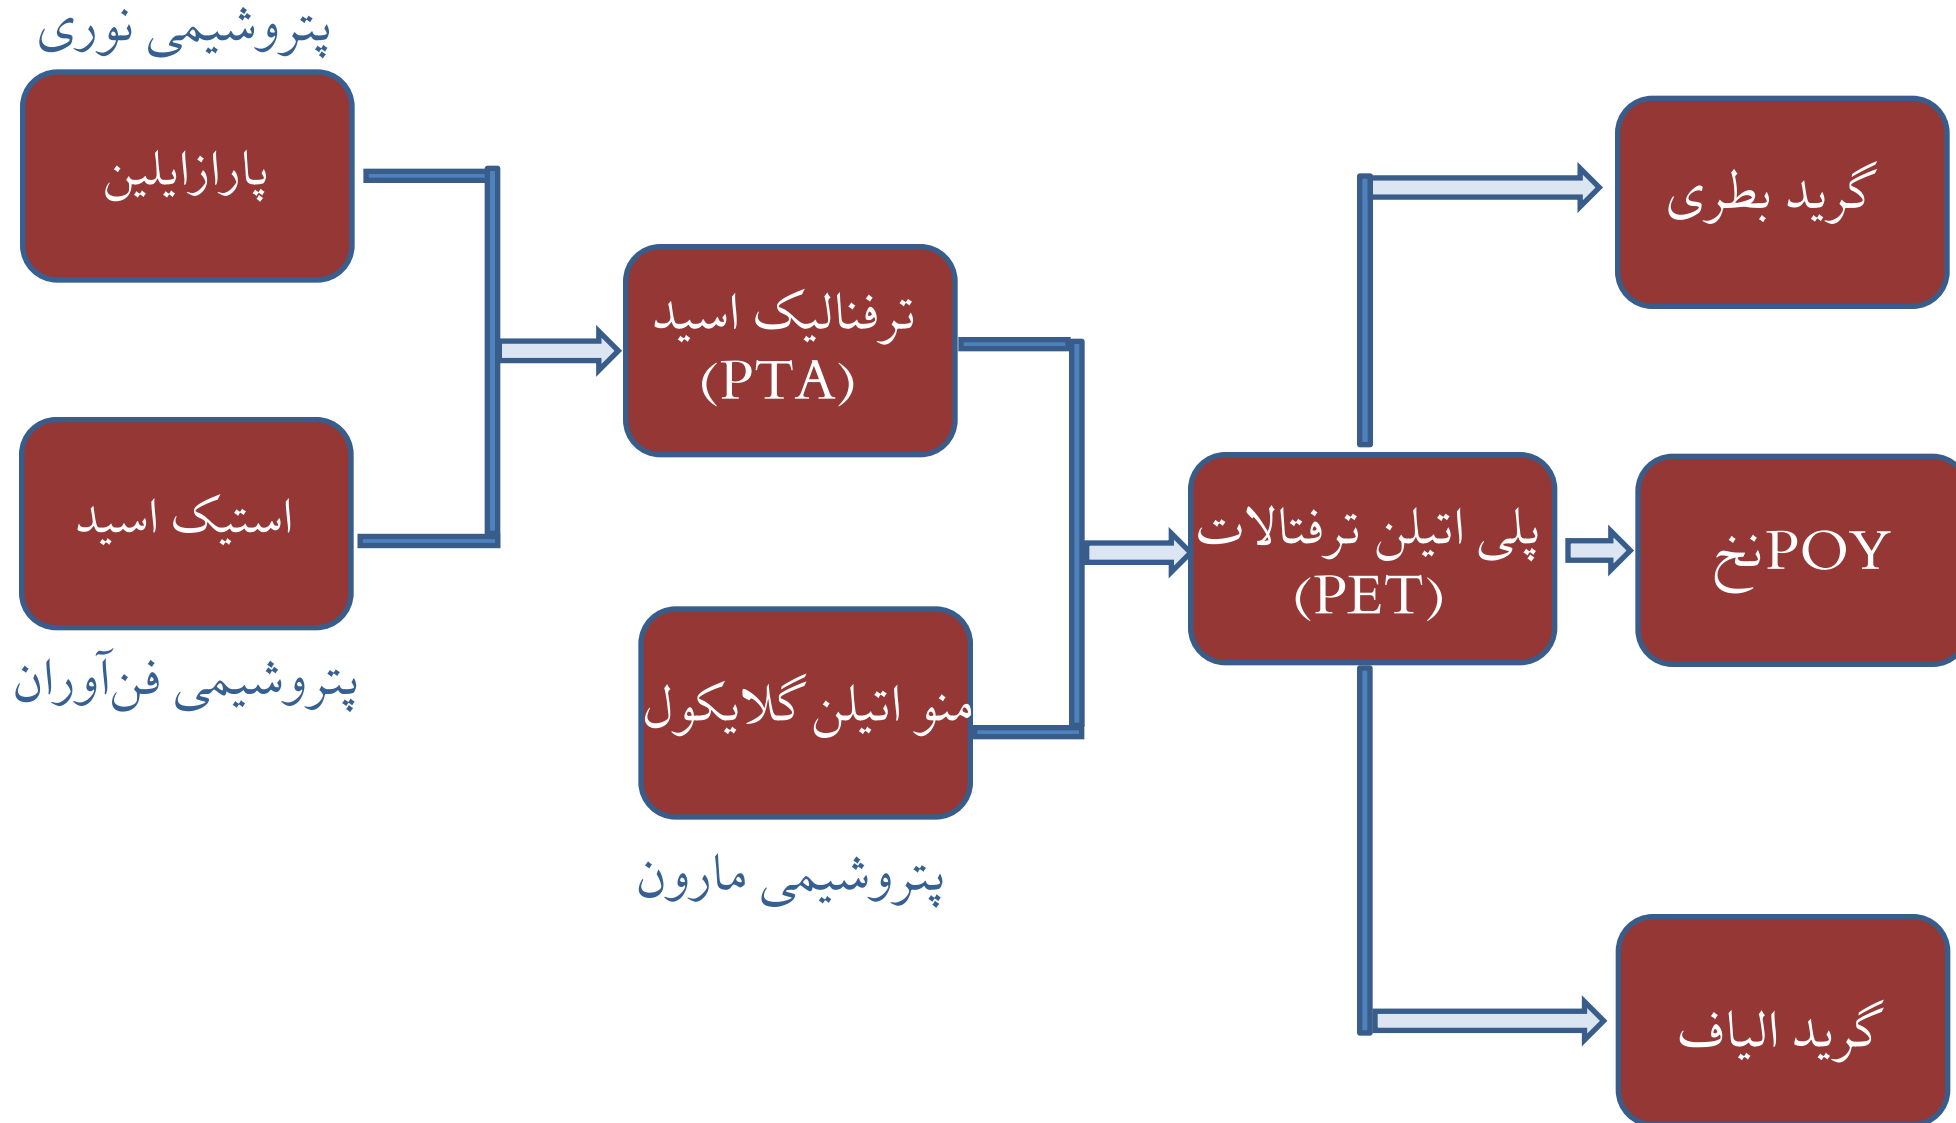 پتروشیمی نوری
پارازایلین
استیک اسید
پتروشیمی فن‌آوران
ترفنالیک اسید
(PTA)
منو اتیلن گلایکول
پتروشیمی مارون
پلی اتیلن ترفتالات
(PET)
گرید بطری
نخPOY
گرید الیاف